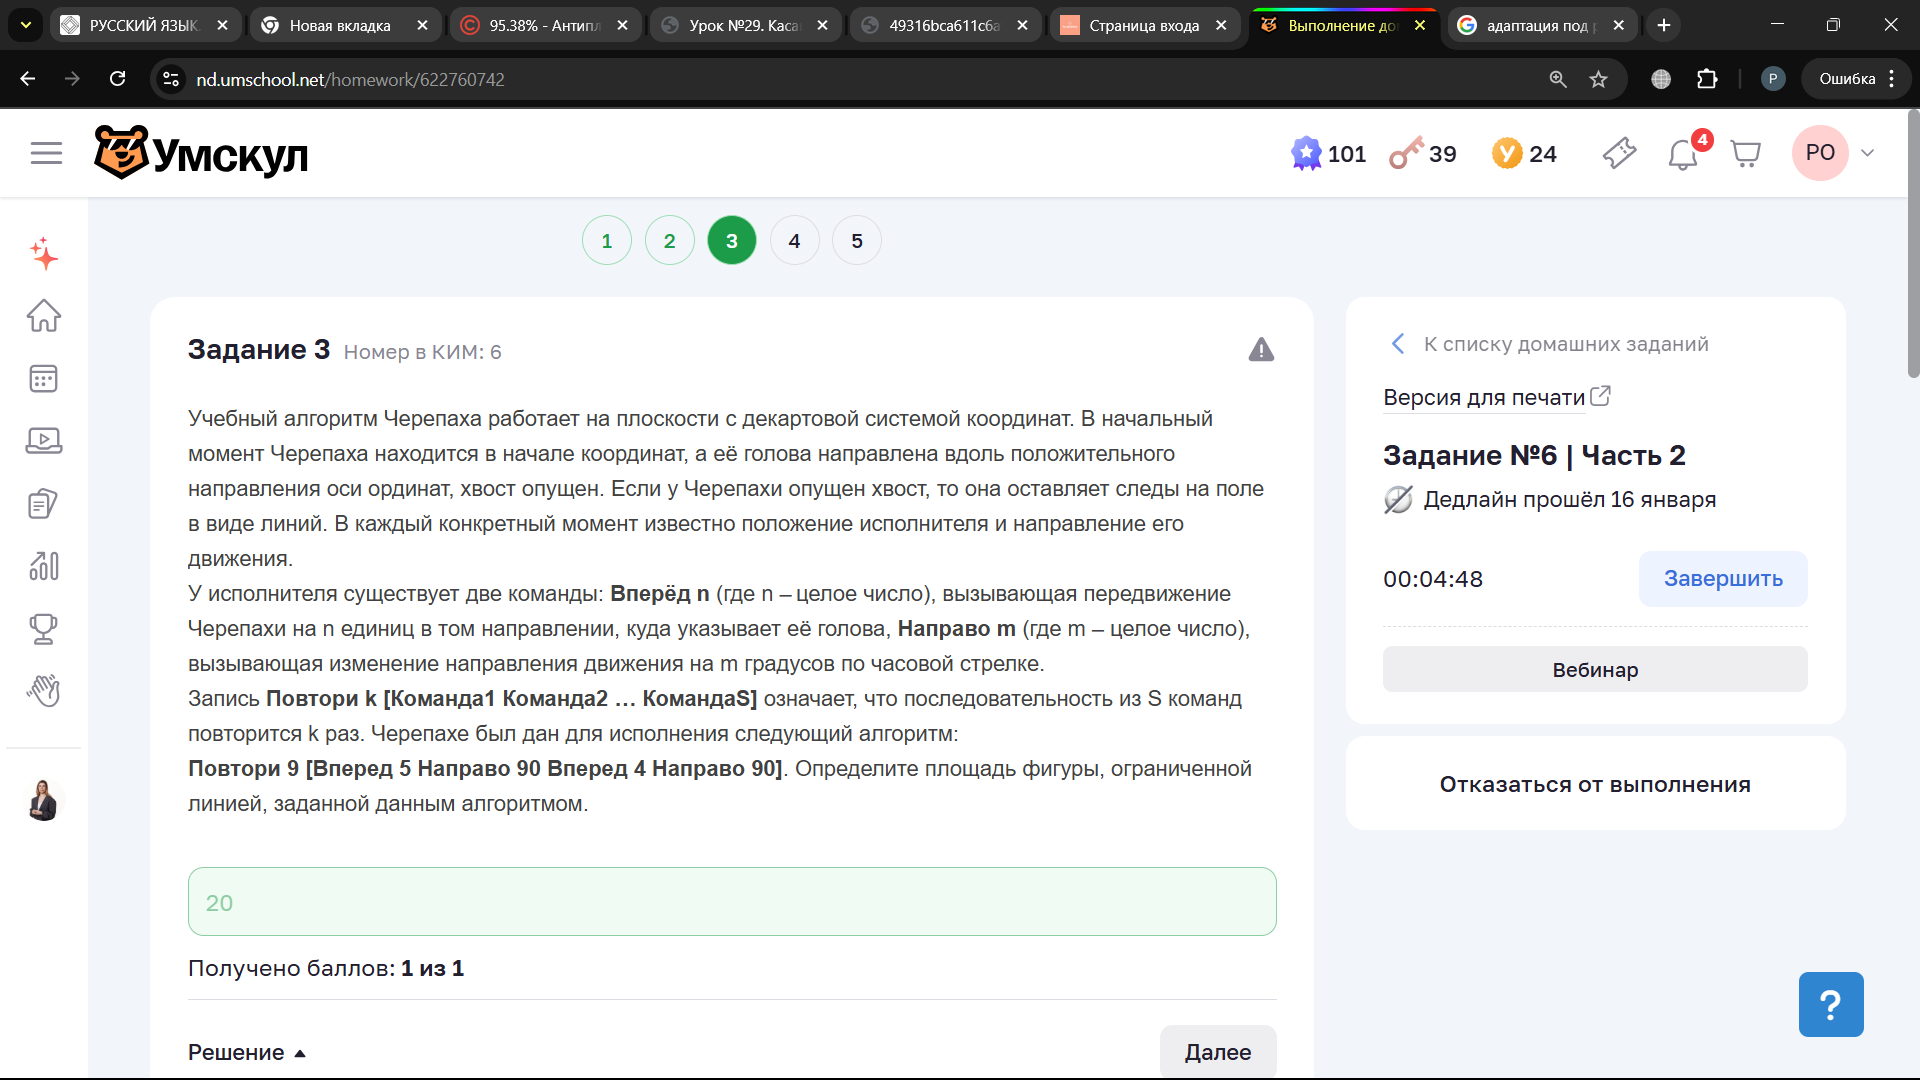 РУССКИЙ ЯЗЫК
Новая вкладка
95.38% - Антипл
Урок №29. Каса
49316bca611c6a
Страница входа
Выполнение до
адаптация под р
nd.umschool.net/homework/622760742
P
Ошибка
Умскул
101
39
У
24
4
РО
1
2
3
4
5
Задание 3 Номер в КИМ: 6
Учебный алгоритм Черепаха работает на плоскости с декартовой системой координат. В начальный
момент Черепаха находится в начале координат, а её голова направлена вдоль положительного
направления оси ординат, хвост опущен. Если у Черепахи опущен хвост, то она оставляет следы на поле
в виде линий. В каждый конкретный момент известно положение исполнителя и направление его
движения.
У исполнителя существует две команды: Вперёд n (где n – целое число), вызывающая передвижение
Черепахи на n единиц в том направлении, куда указывает её голова, Направо m (где m – целое число),
вызывающая изменение направления движения на m градусов по часовой стрелке.
Запись Повтори k [Команда1 Команда2 … КомандаS] означает, что последовательность из S команд
повторится k раз. Черепахе был дан для исполнения следующий алгоритм:
Повтори 9 [Вперед 5 Направо 90 Вперед 4 Направо 90]. Определите площадь фигуры, ограниченной
линией, заданной данным алгоритмом.
20
Получено баллов: 1 из 1
Решение
Далее
К списку домашних заданий
Версия для печати
Задание №6 | Часть 2
Дедлайн прошёл 16 января
00:04:48
Завершить
Вебинар
Отказаться от выполнения
?